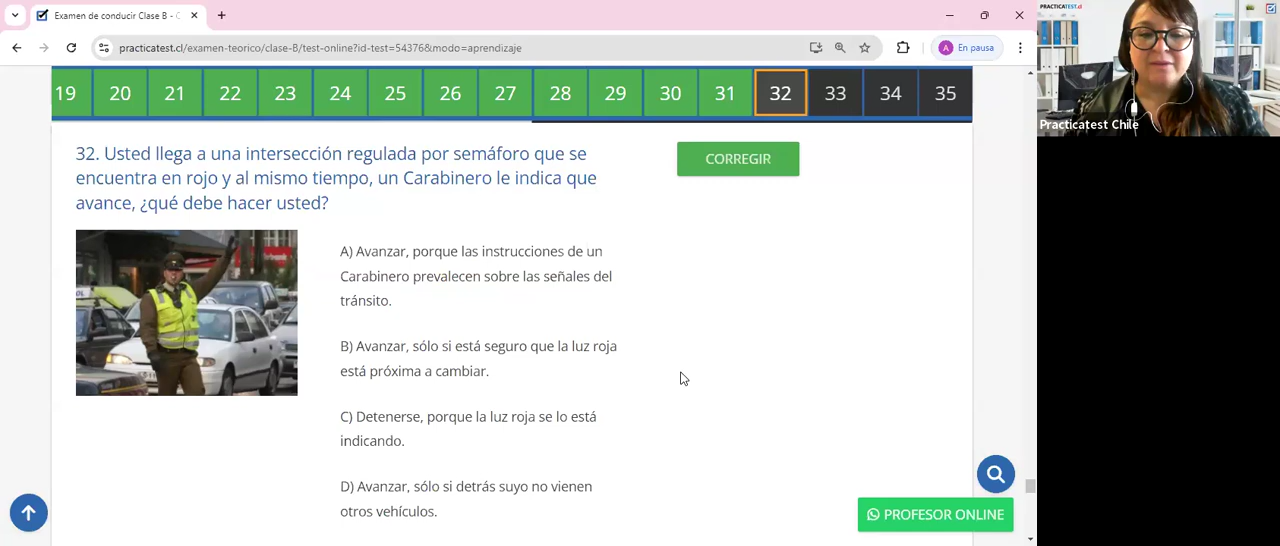 Examen de conducir Clase B - C
practicatest.cl/examen-teorico/clase-B/test-online?id-test=54376&modo=aprendizaje
A
En pausa
PRACTICATEST.cl
Practicatest Chile
19 20 21 22 23 24 25 26 27 28 29 30 31 32 33 34 35
32. Usted llega a una intersección regulada por semáforo que se
encuentra en rojo y al mismo tiempo, un Carabinero le indica que
avance, ¿qué debe hacer usted?
CORREGIR
A) Avanzar, porque las instrucciones de un
Carabinero prevalecen sobre las señales del
tránsito.
B) Avanzar, sólo si está seguro que la luz roja
está próxima a cambiar.
C) Detenerse, porque la luz roja se lo está
indicando.
D) Avanzar, sólo si detrás suyo no vienen
otros vehículos.
PROFESOR ONLINE